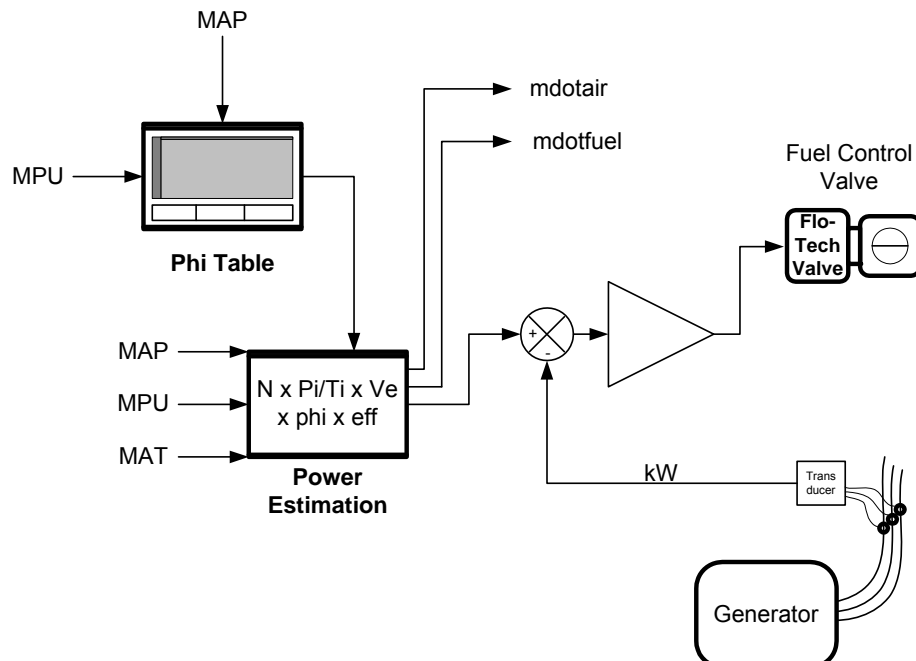 MAP
mdotair
mdotfuel
MPU
Phi Table
Fuel Control
Valve
Flo-
Tech
Valve
+
-
MAP
MPU
MAT
N x Pi/Ti x Ve
x phi x eff
Power
Estimation
kW
Trans
ducer
Generator